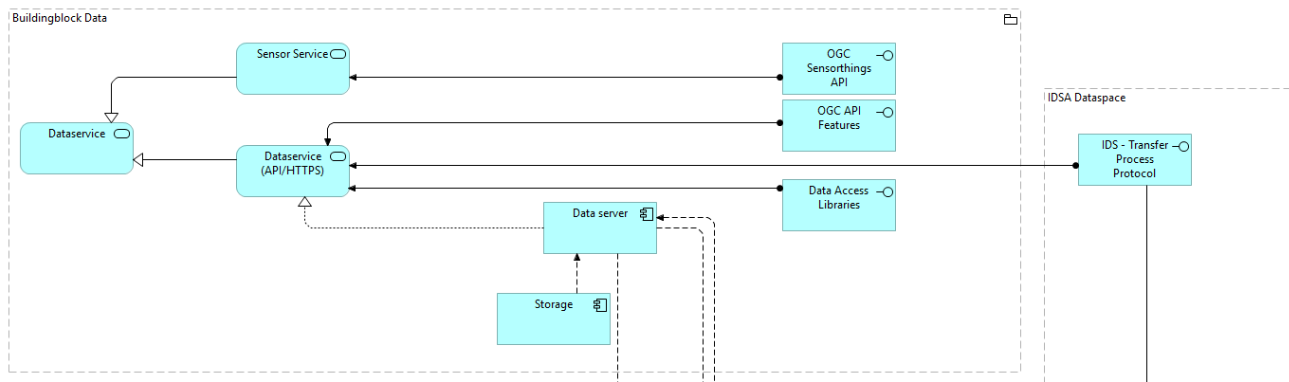 Buildingblock Data
Sensor Service
OGC
Sensorthings
API
IDSA Dataspace
OGC API
Features
Dataservice
Dataservice
(API/HTTPS)
IDS - Transfer
Process
Protocol
Data Access
Libraries
Data server
Storage